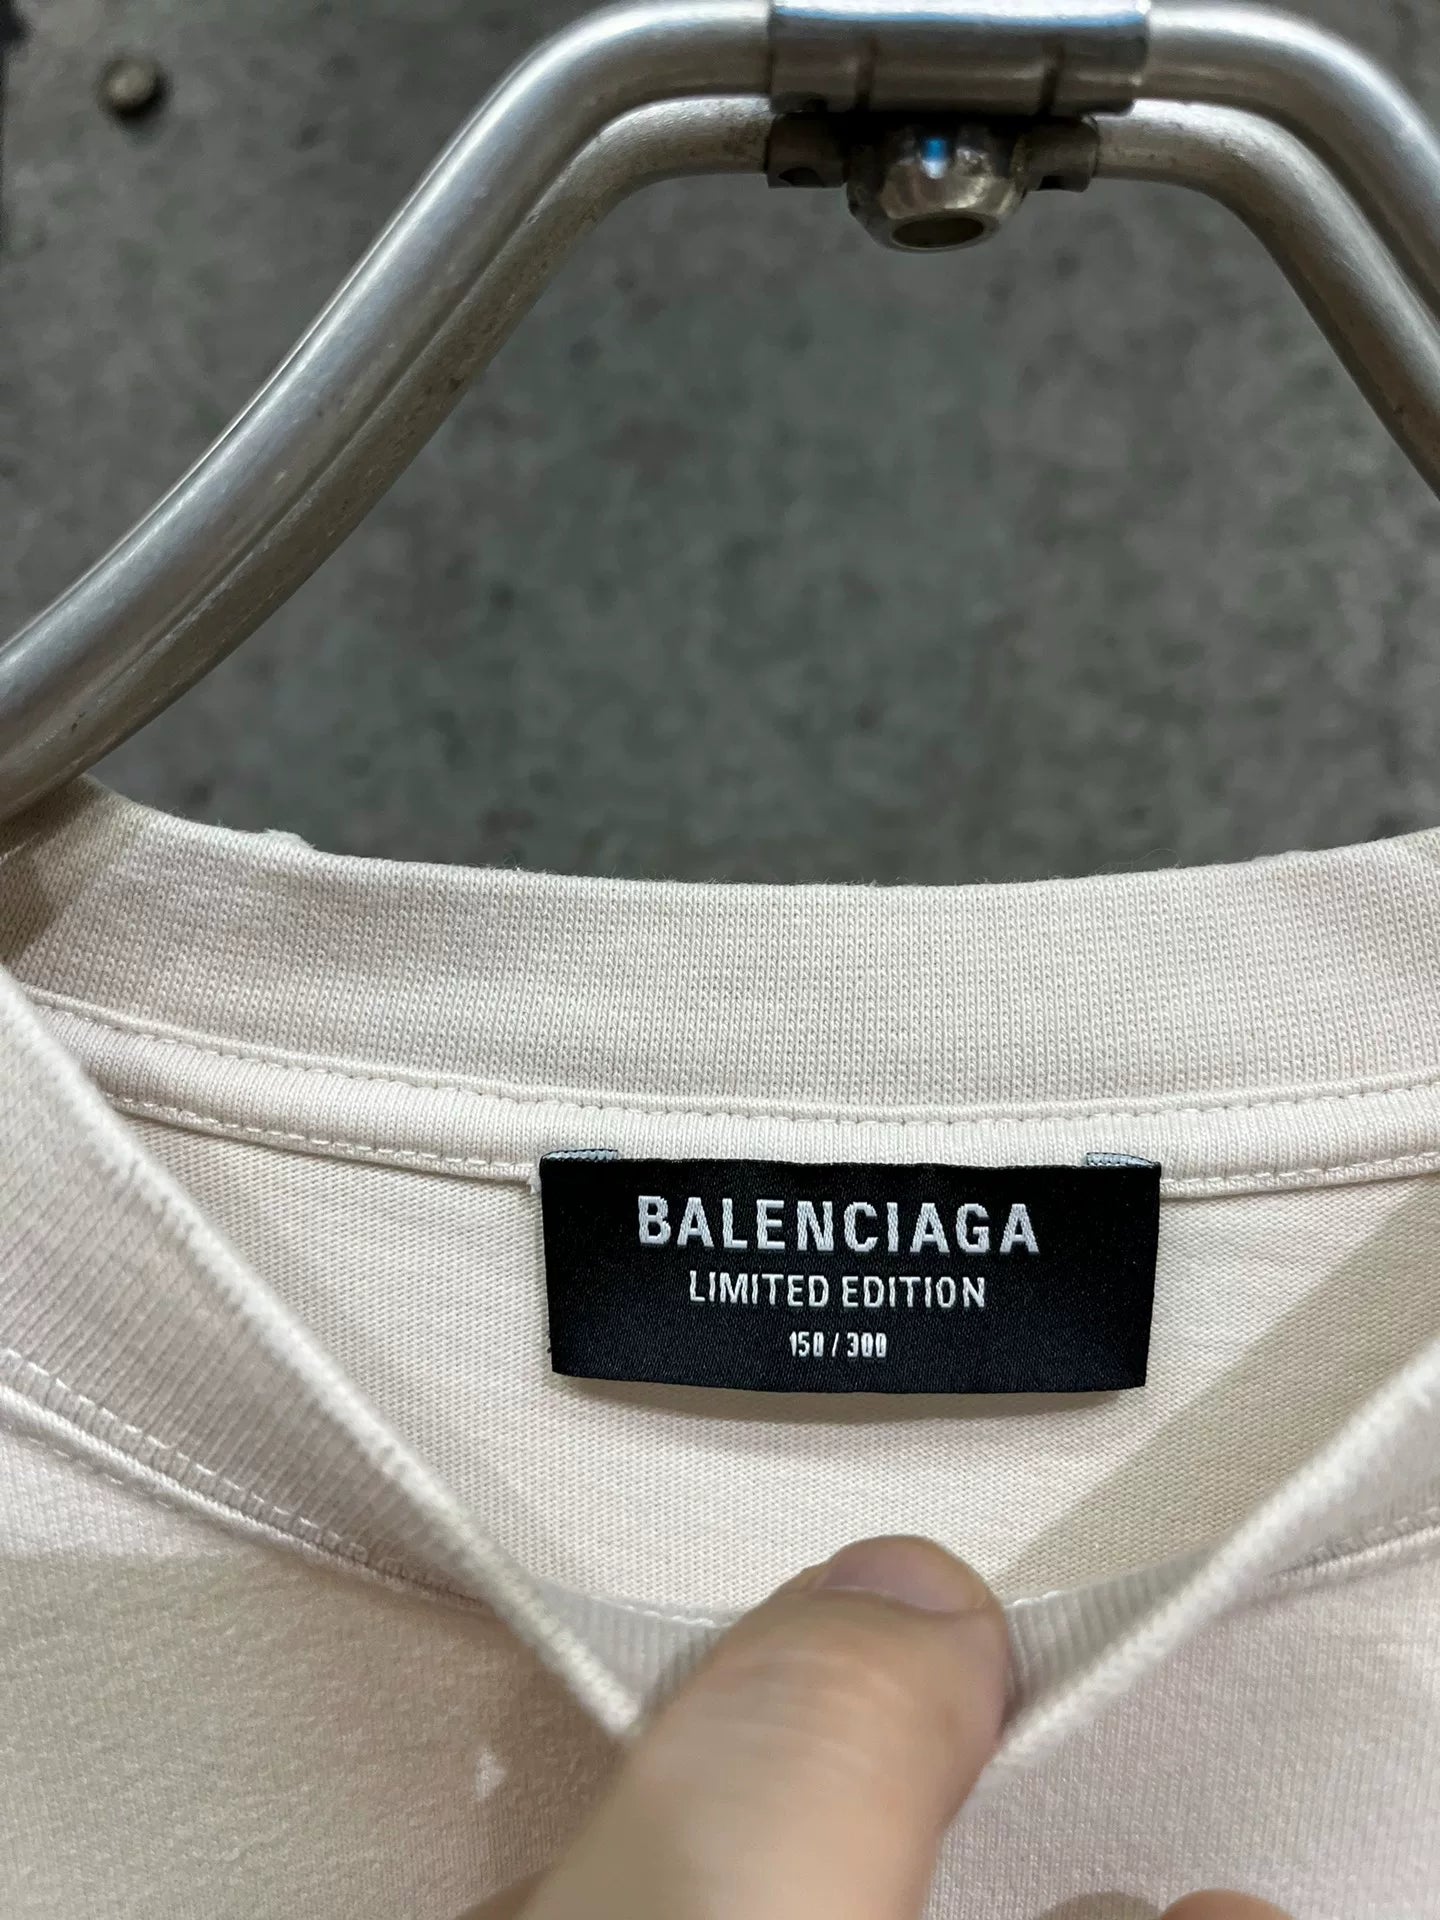 BALENCIAGA
LIMITED EDITION
150 / 300